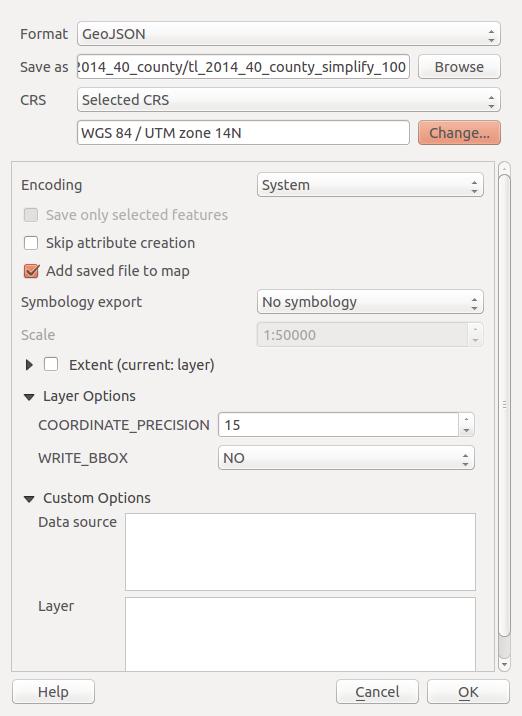 Format GeoJSON
Save as 2014_40_county/tl_2014_40_county_simplify_100 Browse
CRS Selected CRS
WGS 84 / UTM zone 14N Change...
Encoding System
Save only selected features
Skip attribute creation
Add saved file to map
Symbology export No symbology
Scale 1:50000
Extent (current: layer)
Layer Options
COORDINATE_PRECISION 15
WRITE_BBOX NO
Custom Options
Data source
Layer
Help Cancel OK